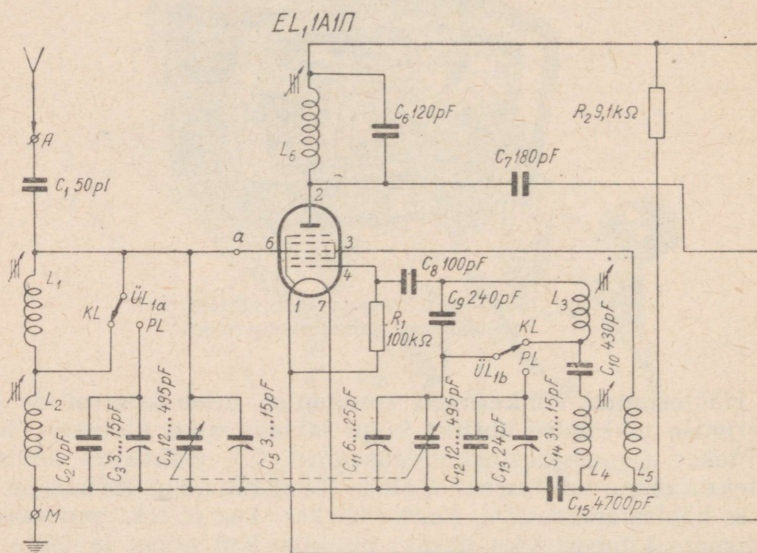 EL₁ 1А1П
A
C₁ 50pF
C₆ 120pF
L₆
R₂ 9,1kΩ
C₇ 180pF
2
a
6
3
4
1
7
C₈ 100pF
C₉ 240pF
R₁
100kΩ
L₁
KL
ÜL₁a
PL
L₂
L₃
KL
ÜL₁b
PL
C₁₀ 430pF
C₂ 10pF
C₃ 3...15pF
C₄ 12...495pF
C₅ 3...15pF
C₁₁ 6...25pF
C₁₂ 12...495pF
C₁₃ 24pF
C₁₄ 3...15pF
L₄
L₅
C₁₅ 4700pF
M